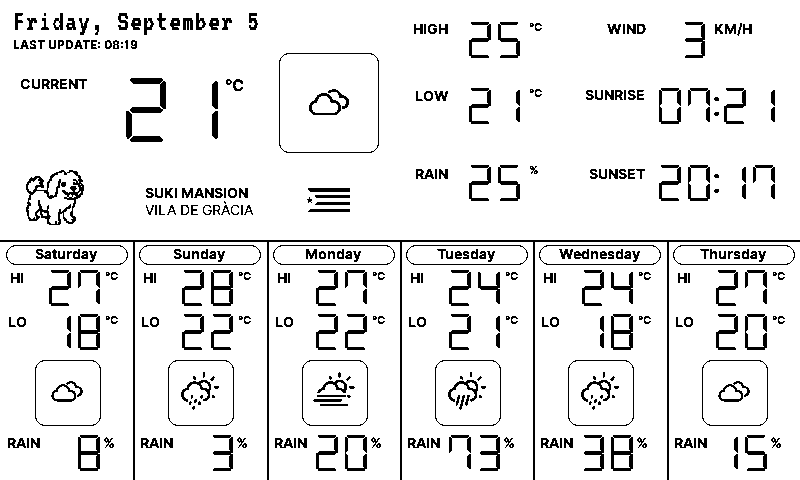 Friday, September 5
LAST UPDATE: 08:19
CURRENT 21 °C
HIGH 25 °C
LOW 21 °C
RAIN 25 %
WIND 3 KM/H
SUNRISE 07:21
SUNSET 20:17
SUKI MANSION
VILA DE GRÀCIA
Saturday
HI 27 °C
LO 18 °C
RAIN 8 %
Sunday
HI 28 °C
LO 22 °C
RAIN 3 %
Monday
HI 27 °C
LO 22 °C
RAIN 20 %
Tuesday
HI 24 °C
LO 21 °C
RAIN 73 %
Wednesday
HI 24 °C
LO 18 °C
RAIN 38 %
Thursday
HI 27 °C
LO 20 °C
RAIN 15 %